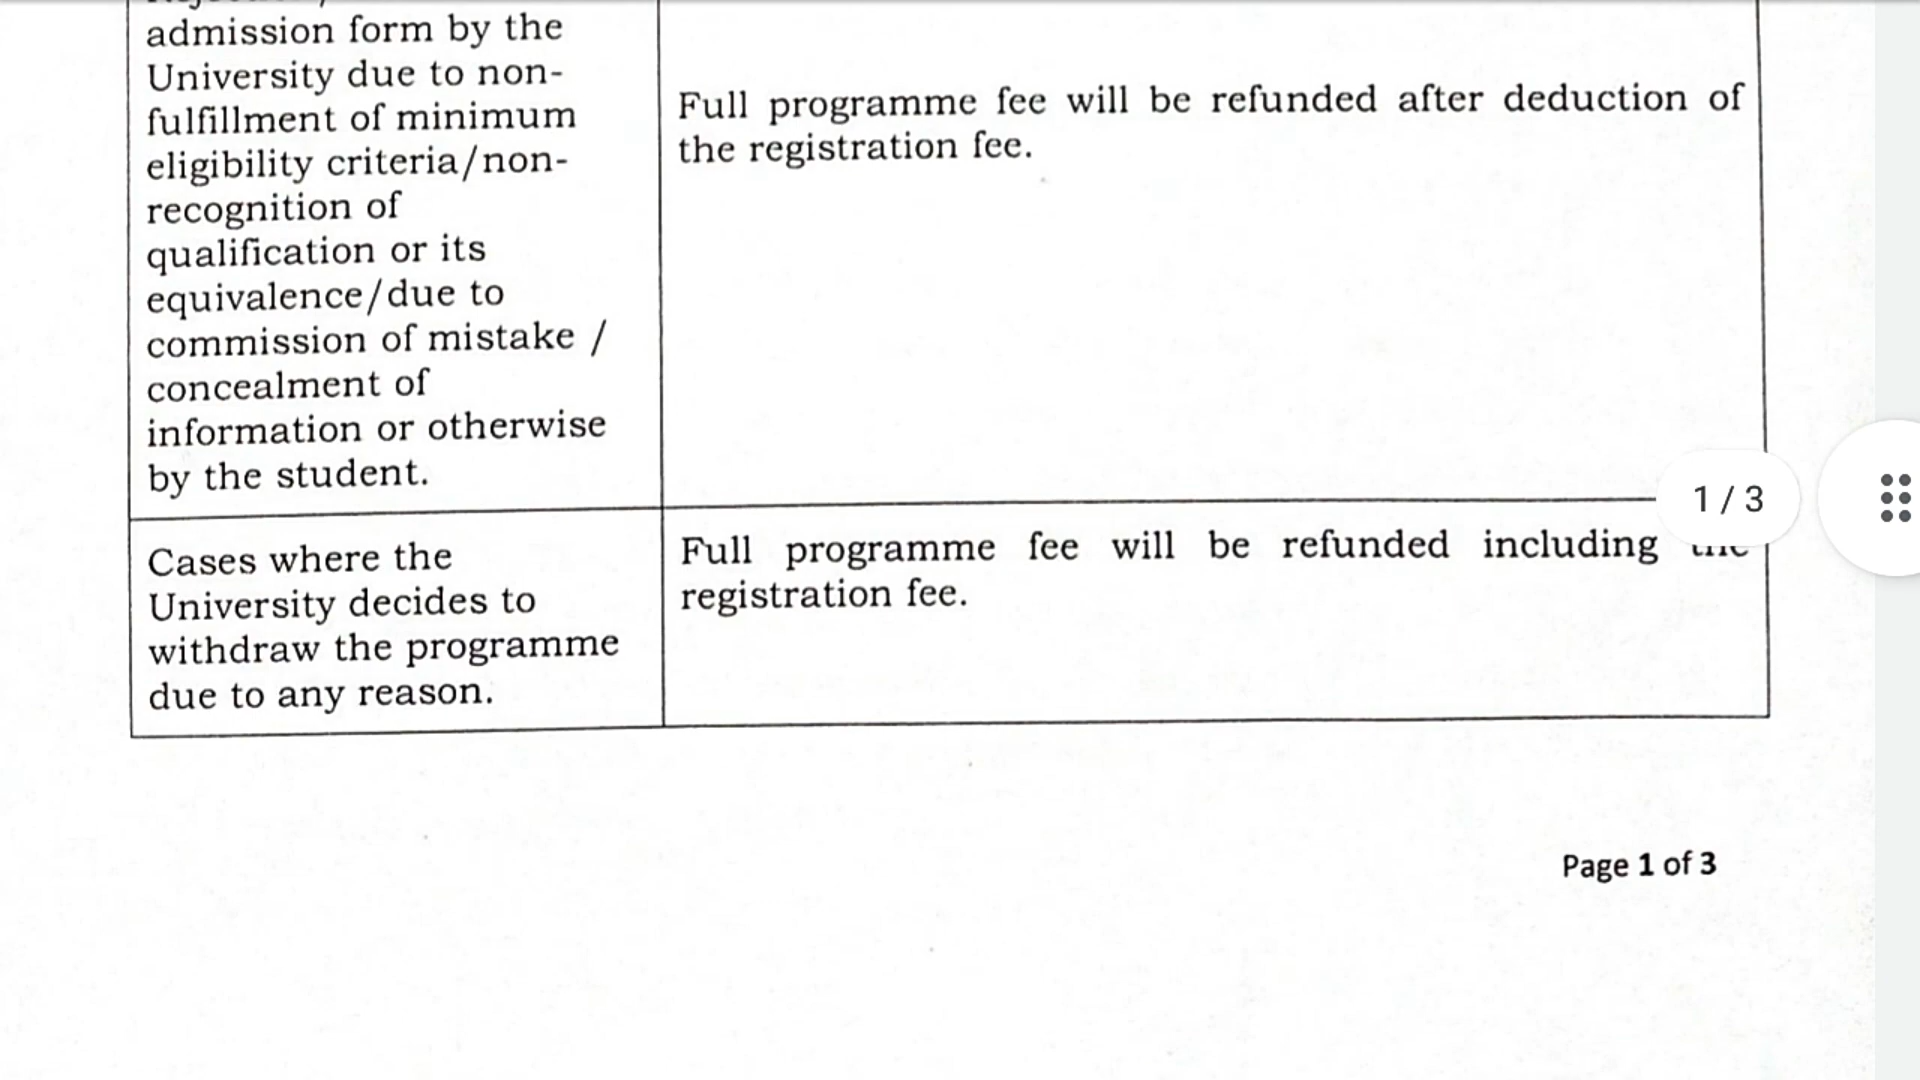 admission form by the
University due to non-
fulfillment of minimum
eligibility criteria/non-
recognition of
qualification or its
equivalence/due to
commission of mistake /
concealment of
information or otherwise
by the student.
Full programme fee will be refunded after deduction of
the registration fee.
Cases where the
University decides to
withdraw the programme
due to any reason.
Full programme fee will be refunded including the
registration fee.
1 / 3
Page 1 of 3